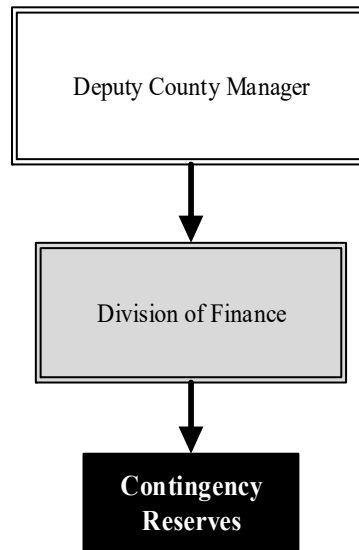 Deputy County Manager
Division of Finance
Contingency
Reserves